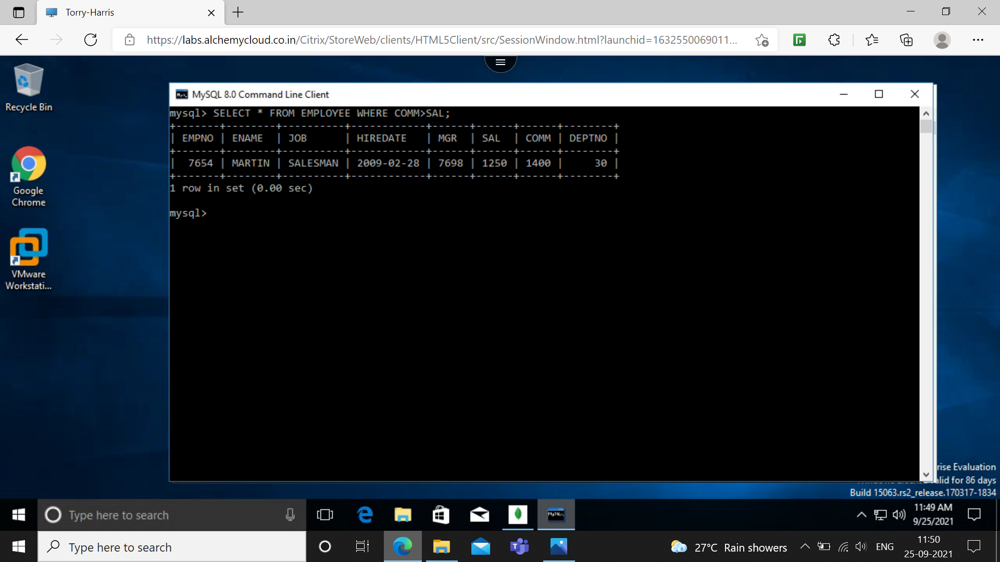 Torry-Harris
https://labs.alchemycloud.co.in/Citrix/StoreWeb/clients/HTML5Client/src/SessionWindow.html?launchid=1632550069011...
Recycle Bin
Google
Chrome
VMware
Workstati...
MySQL 8.0 Command Line Client
mysql> SELECT * FROM EMPLOYEE WHERE COMM>SAL;
+-------+--------+----------+------------+------+------+------+--------+
| EMPNO | ENAME  | JOB      | HIREDATE   | MGR  | SAL  | COMM | DEPTNO |
+-------+--------+----------+------------+------+------+------+--------+
|  7654 | MARTIN | SALESMAN | 2009-02-28 | 7698 | 1250 | 1400 |     30 |
+-------+--------+----------+------------+------+------+------+--------+
1 row in set (0.00 sec)
mysql>
rise Evaluation
alid for 86 days
Build 15063.rs2_release.170317-1834
Type here to search
MySQL
11:49 AM
9/25/2021
Type here to search
27°C Rain showers
ENG
11:50
25-09-2021